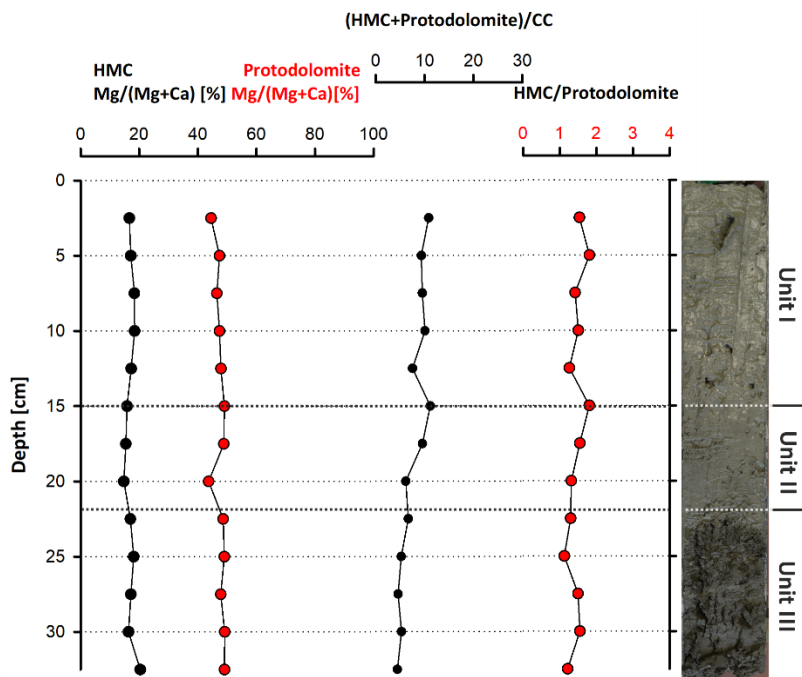 (HMC+Protodolomite)/CC
0 10 20 30
HMC Protodolomite
Mg/(Mg+Ca) [%] Mg/(Mg+Ca)[%]
HMC/Protodolomite
0 20 40 60 80 100
0 1 2 3 4
Depth [cm]
0
5
10
15
20
25
30
Unit I
Unit II
Unit III